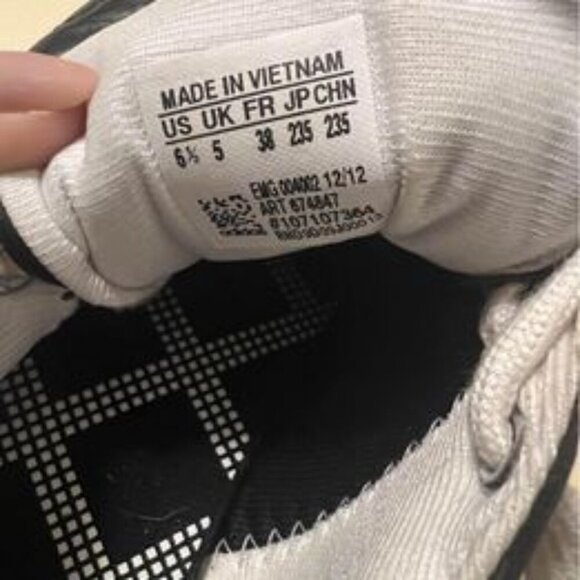 MADE IN VIETNAM
US UK FR JP CHN
6½ 5 38 235 235
EMG 004002 12/12
ART 674847